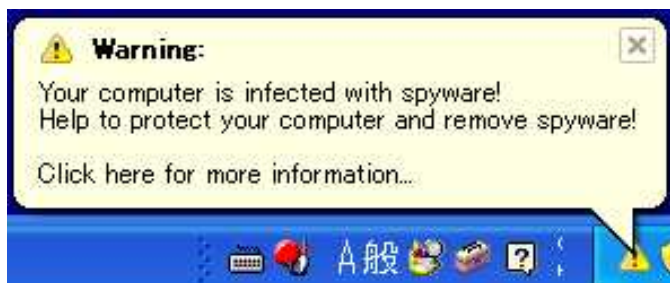 Warning:
Your computer is infected with spyware!
Help to protect your computer and remove spyware!
Click here for more information...
A般